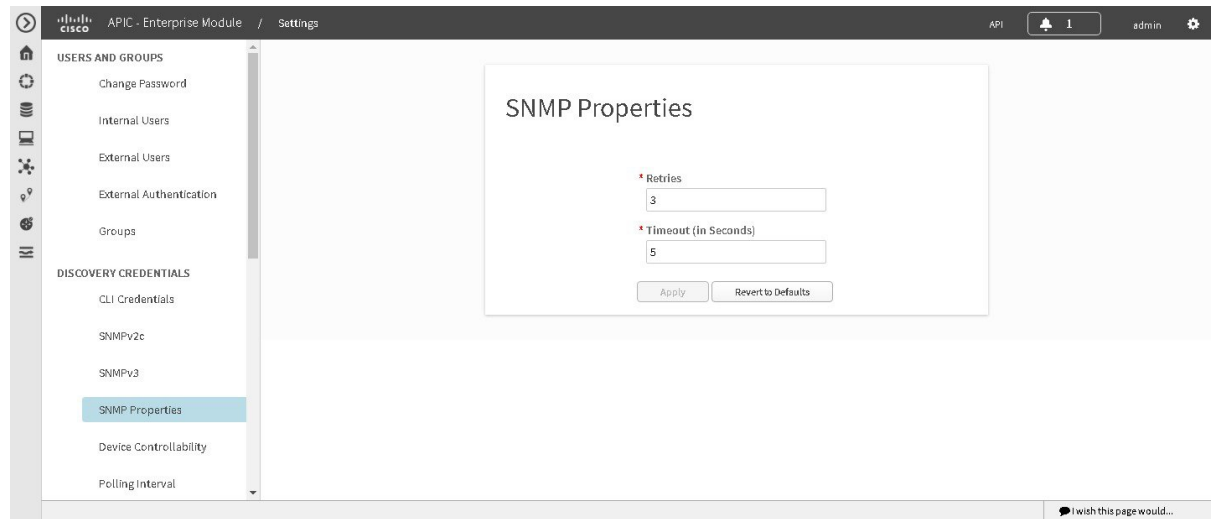 cisco APIC - Enterprise Module / Settings API 1 admin
USERS AND GROUPS
Change Password
Internal Users
External Users
External Authentication
Groups
DISCOVERY CREDENTIALS
CLI Credentials
SNMPv2c
SNMPv3
SNMP Properties
Device Controllability
Polling Interval
SNMP Properties
* Retries
3
* Timeout (in Seconds)
5
Apply Revert to Defaults
I wish this page would...